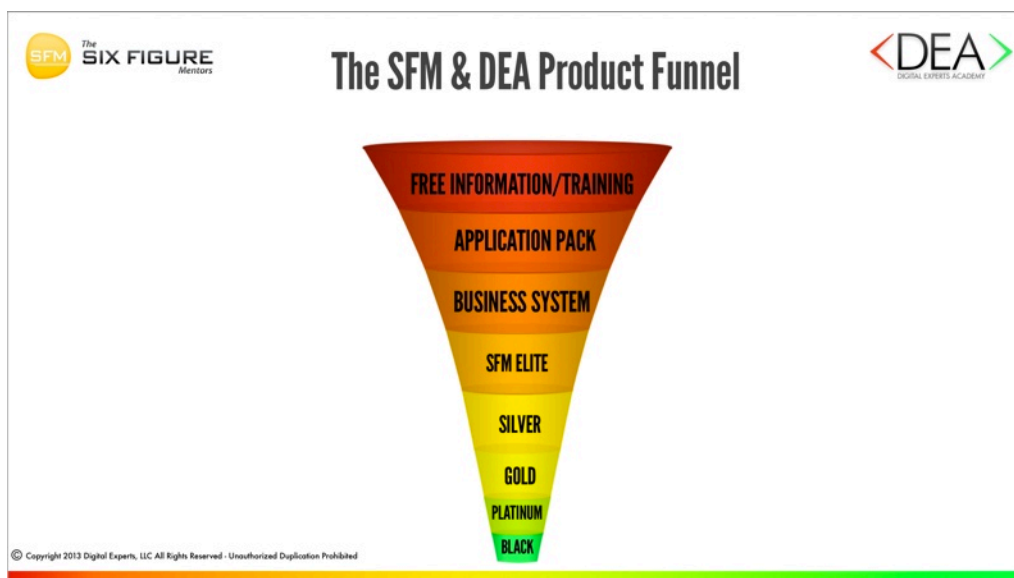 SFM
The
SIX FIGURE
Mentors
The SFM & DEA Product Funnel
<DEA>
DIGITAL EXPERTS ACADEMY
FREE INFORMATION/TRAINING
APPLICATION PACK
BUSINESS SYSTEM
SFM ELITE
SILVER
GOLD
PLATINUM
BLACK
© Copyright 2013 Digital Experts, LLC All Rights Reserved - Unauthorized Duplication Prohibited